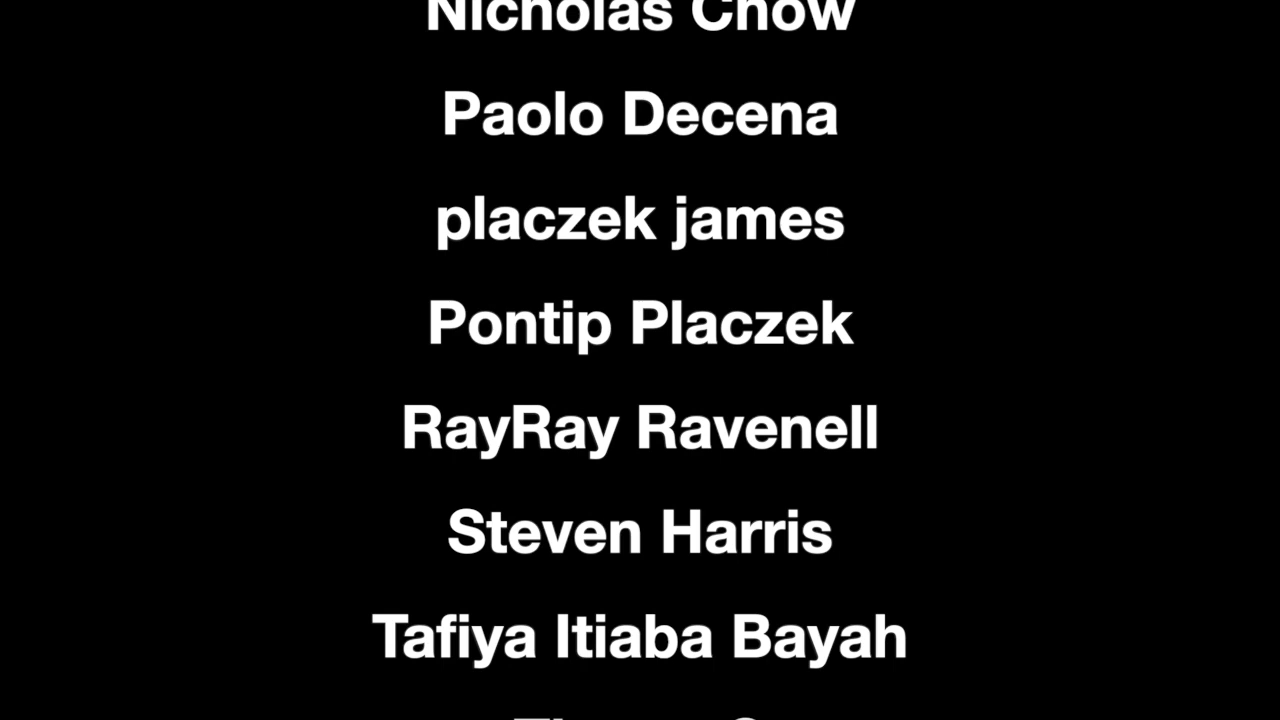 Nicholas Chow
Paolo Decena
placzek james
Pontip Placzek
RayRay Ravenell
Steven Harris
Tafiya Itiaba Bayah